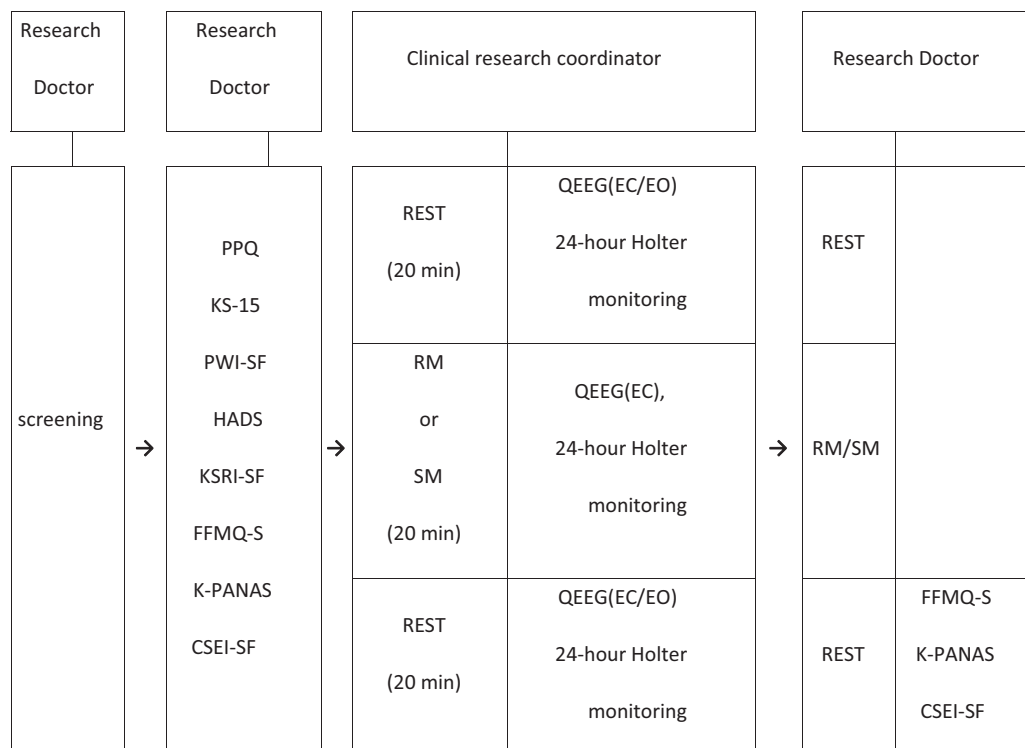 Research
Doctor
Research
Doctor
Clinical research coordinator
Research Doctor
screening
→
PPQ
KS-15
PWI-SF
HADS
KSRI-SF
FFMQ-S
K-PANAS
CSEI-SF
→
REST
(20 min)
QEEG(EC/EO)
24-hour Holter
monitoring
RM
or
SM
(20 min)
QEEG(EC),
24-hour Holter
monitoring
REST
(20 min)
QEEG(EC/EO)
24-hour Holter
monitoring
→
REST
RM/SM
REST
FFMQ-S
K-PANAS
CSEI-SF